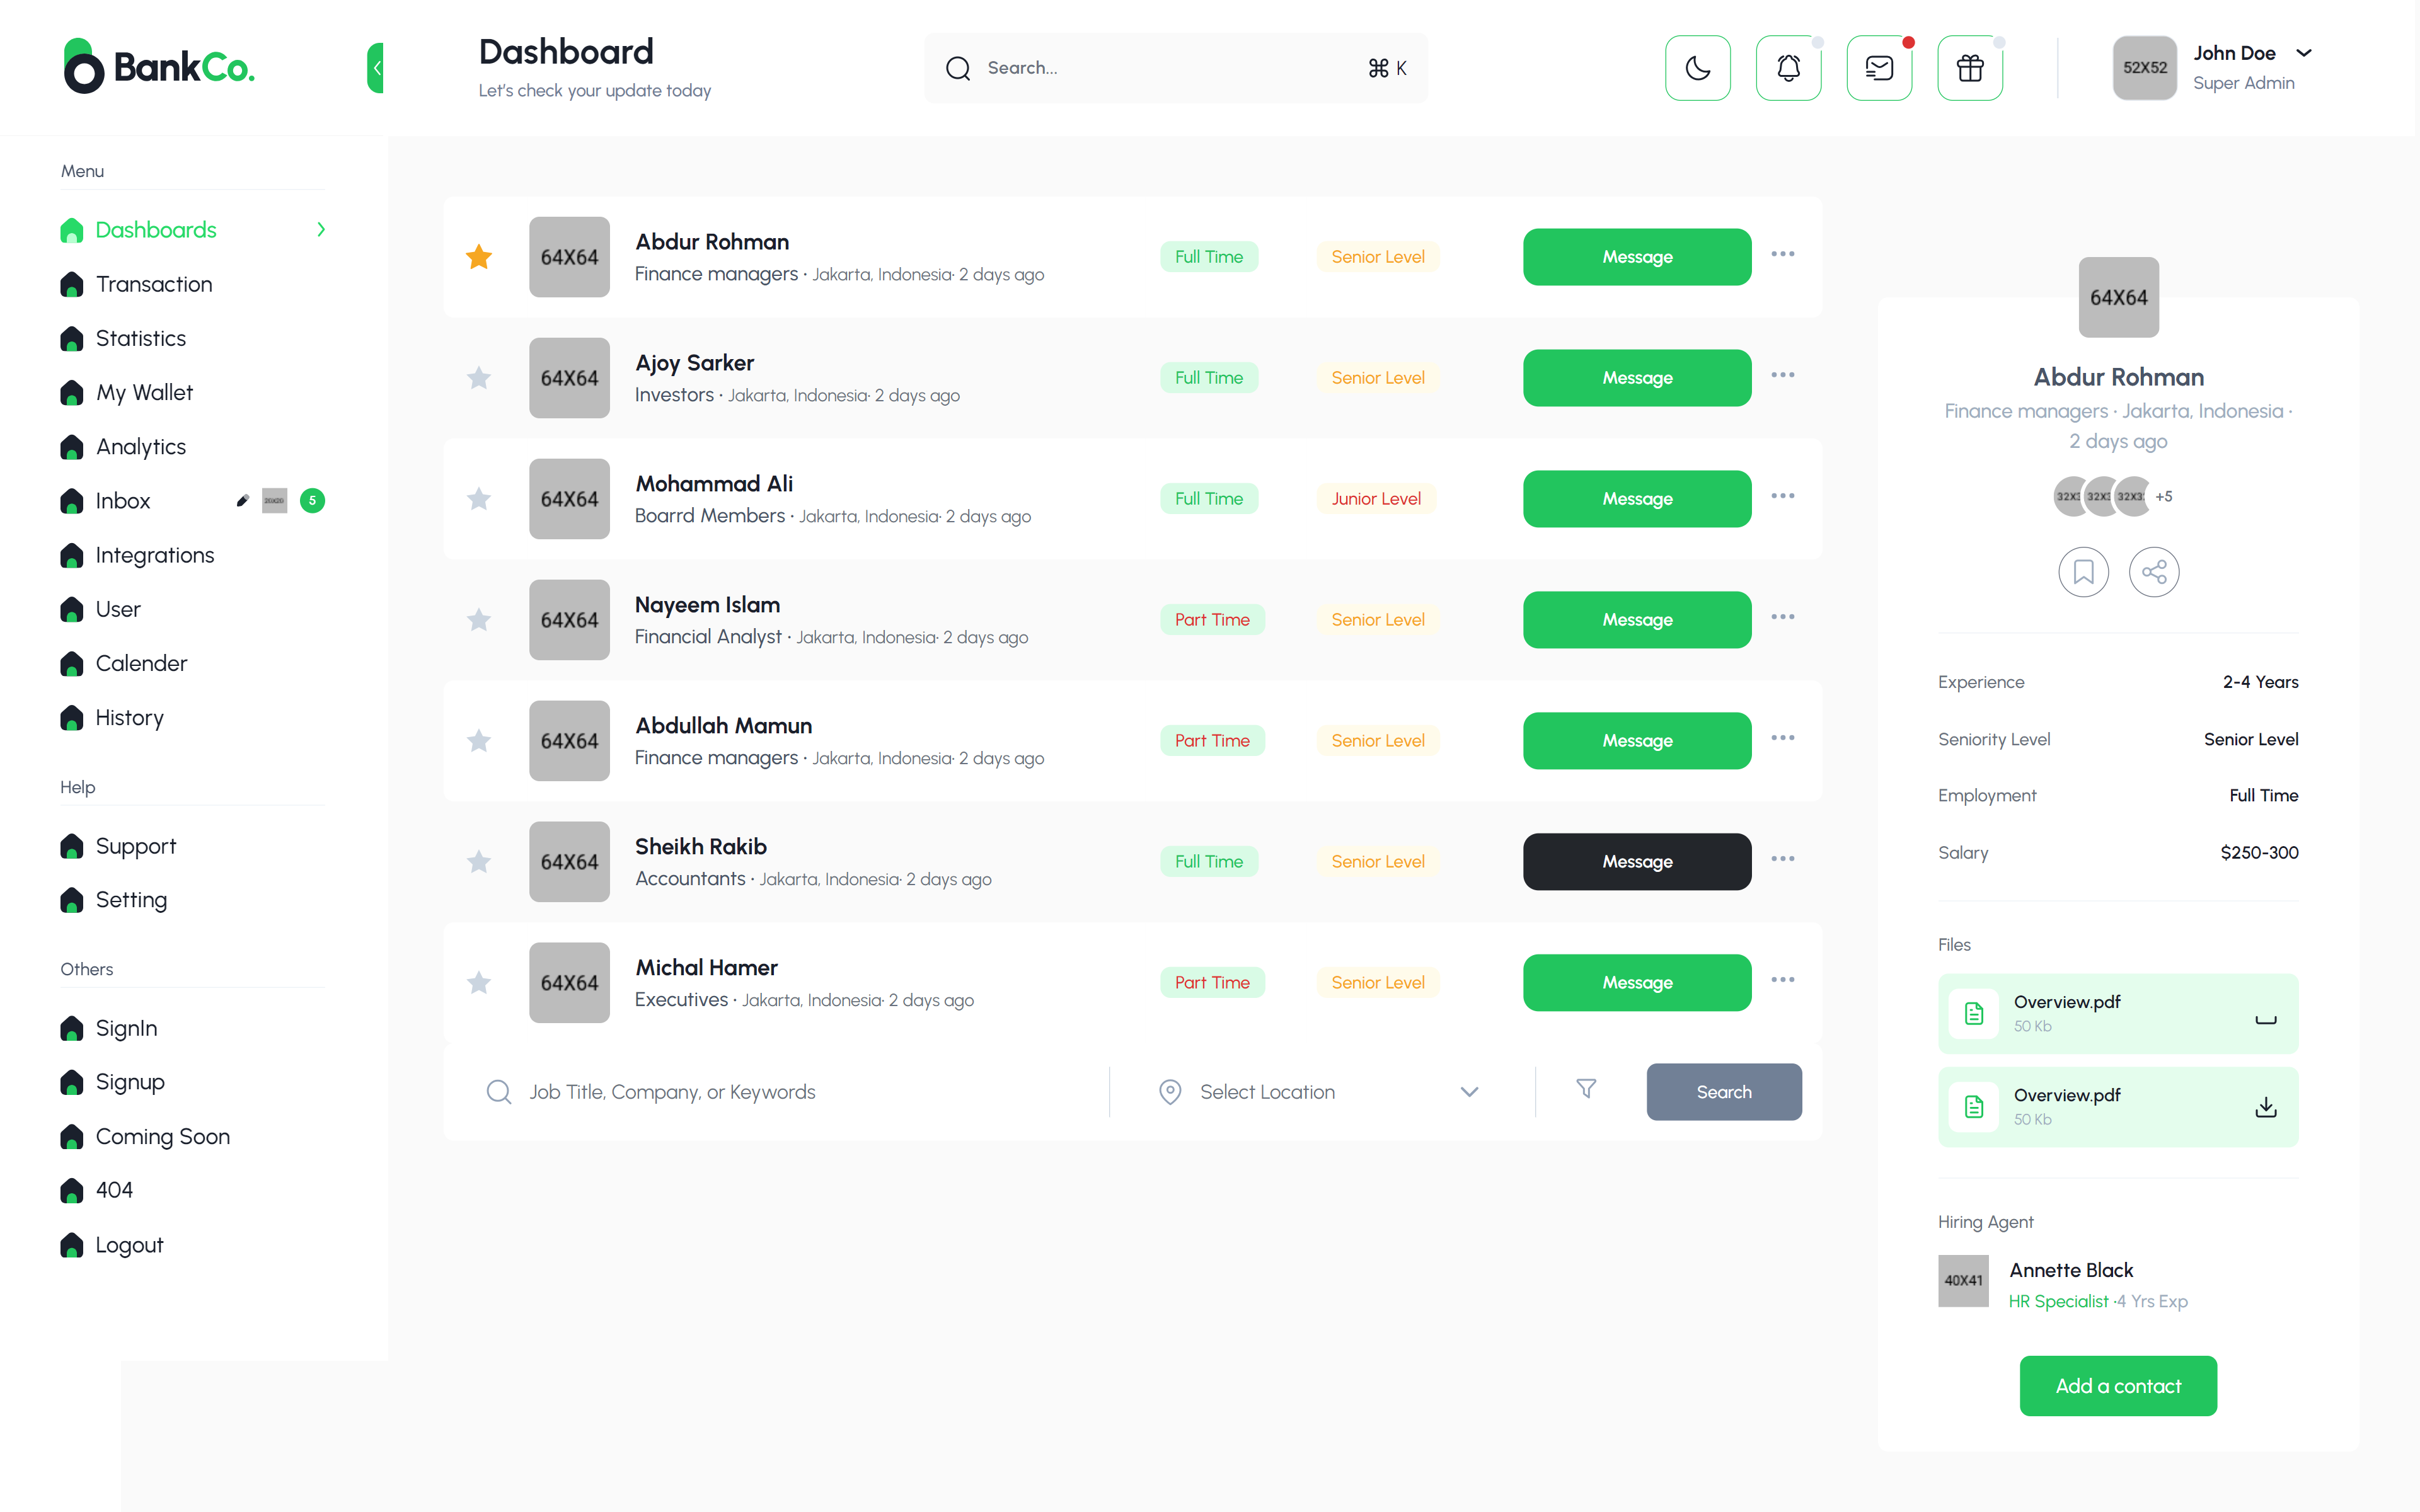 BankCo.
Dashboard
Let's check your update today
Search...
⌘ K
52X52
John Doe
Super Admin
Menu
Dashboards
Transaction
Statistics
My Wallet
Analytics
Inbox
5
Integrations
User
Calender
History
Help
Support
Setting
Others
SignIn
Signup
Coming Soon
404
Logout
64X64
Abdur Rohman
Finance managers · Jakarta, Indonesia· 2 days ago
Full Time
Senior Level
Message
64X64
Ajoy Sarker
Investors · Jakarta, Indonesia· 2 days ago
Full Time
Senior Level
Message
64X64
Mohammad Ali
Boarrd Members · Jakarta, Indonesia· 2 days ago
Full Time
Junior Level
Message
64X64
Nayeem Islam
Financial Analyst · Jakarta, Indonesia· 2 days ago
Part Time
Senior Level
Message
64X64
Abdullah Mamun
Finance managers · Jakarta, Indonesia· 2 days ago
Part Time
Senior Level
Message
64X64
Sheikh Rakib
Accountants · Jakarta, Indonesia· 2 days ago
Full Time
Senior Level
Message
64X64
Michal Hamer
Executives · Jakarta, Indonesia· 2 days ago
Part Time
Senior Level
Message
Job Title, Company, or Keywords
Select Location
Search
64X64
Abdur Rohman
Finance managers · Jakarta, Indonesia ·
2 days ago
+5
Experience
2-4 Years
Seniority Level
Senior Level
Employment
Full Time
Salary
$250-300
Files
Overview.pdf
50 Kb
Overview.pdf
50 Kb
Hiring Agent
40X41
Annette Black
HR Specialist ·4 Yrs Exp
Add a contact